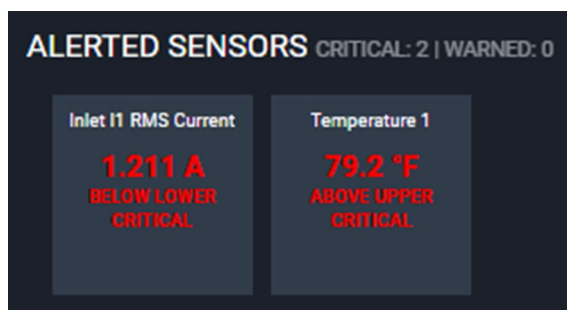 ALERTED SENSORS CRITICAL: 2 | WARNED: 0
Inlet I1 RMS Current
1.211 A
BELOW LOWER
CRITICAL
Temperature 1
79.2 °F
ABOVE UPPER
CRITICAL